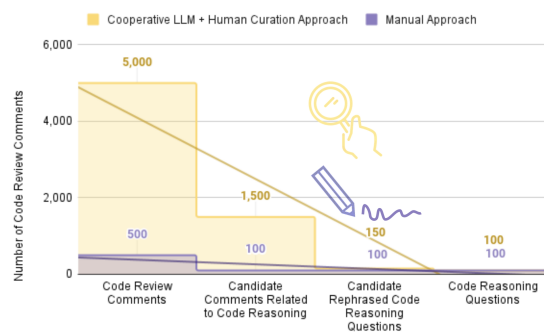 Cooperative LLM + Human Curation Approach
Manual Approach
Number of Code Review Comments
6,000
4,000
2,000
0
5,000
1,500
150
100
500
100
100
100
Code Review
Comments
Candidate
Comments Related
to Code Reasoning
Candidate
Rephrased Code
Reasoning
Questions
Code Reasoning
Questions